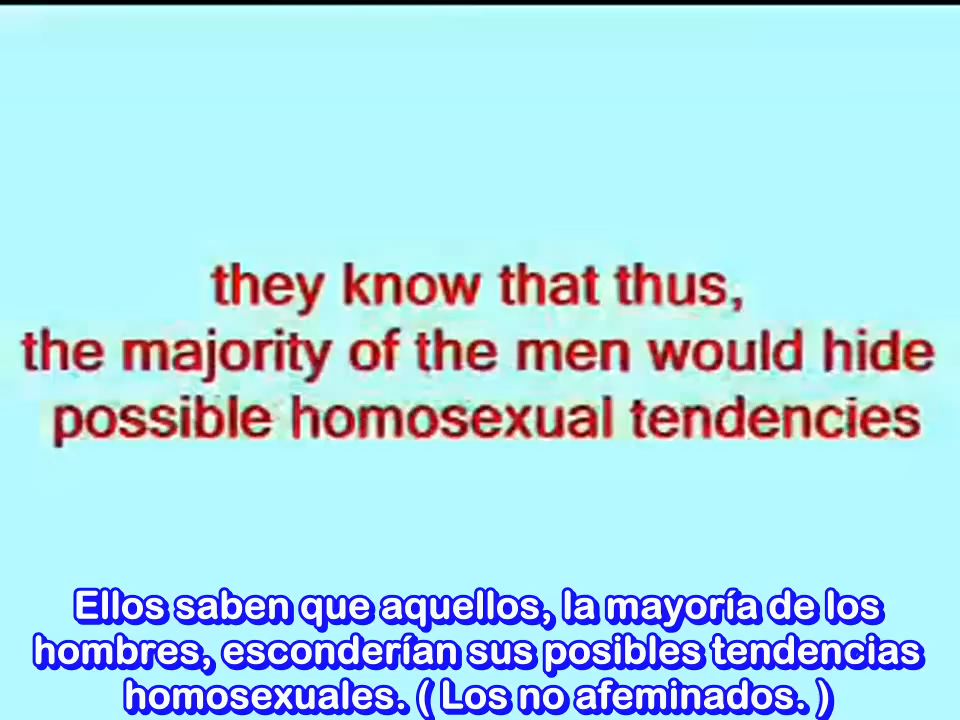 they know that thus,
the majority of the men would hide
possible homosexual tendencies
Ellos saben que aquellos, la mayoría de los
hombres, esconderían sus posibles tendencias
homosexuales. ( Los no afeminados. )